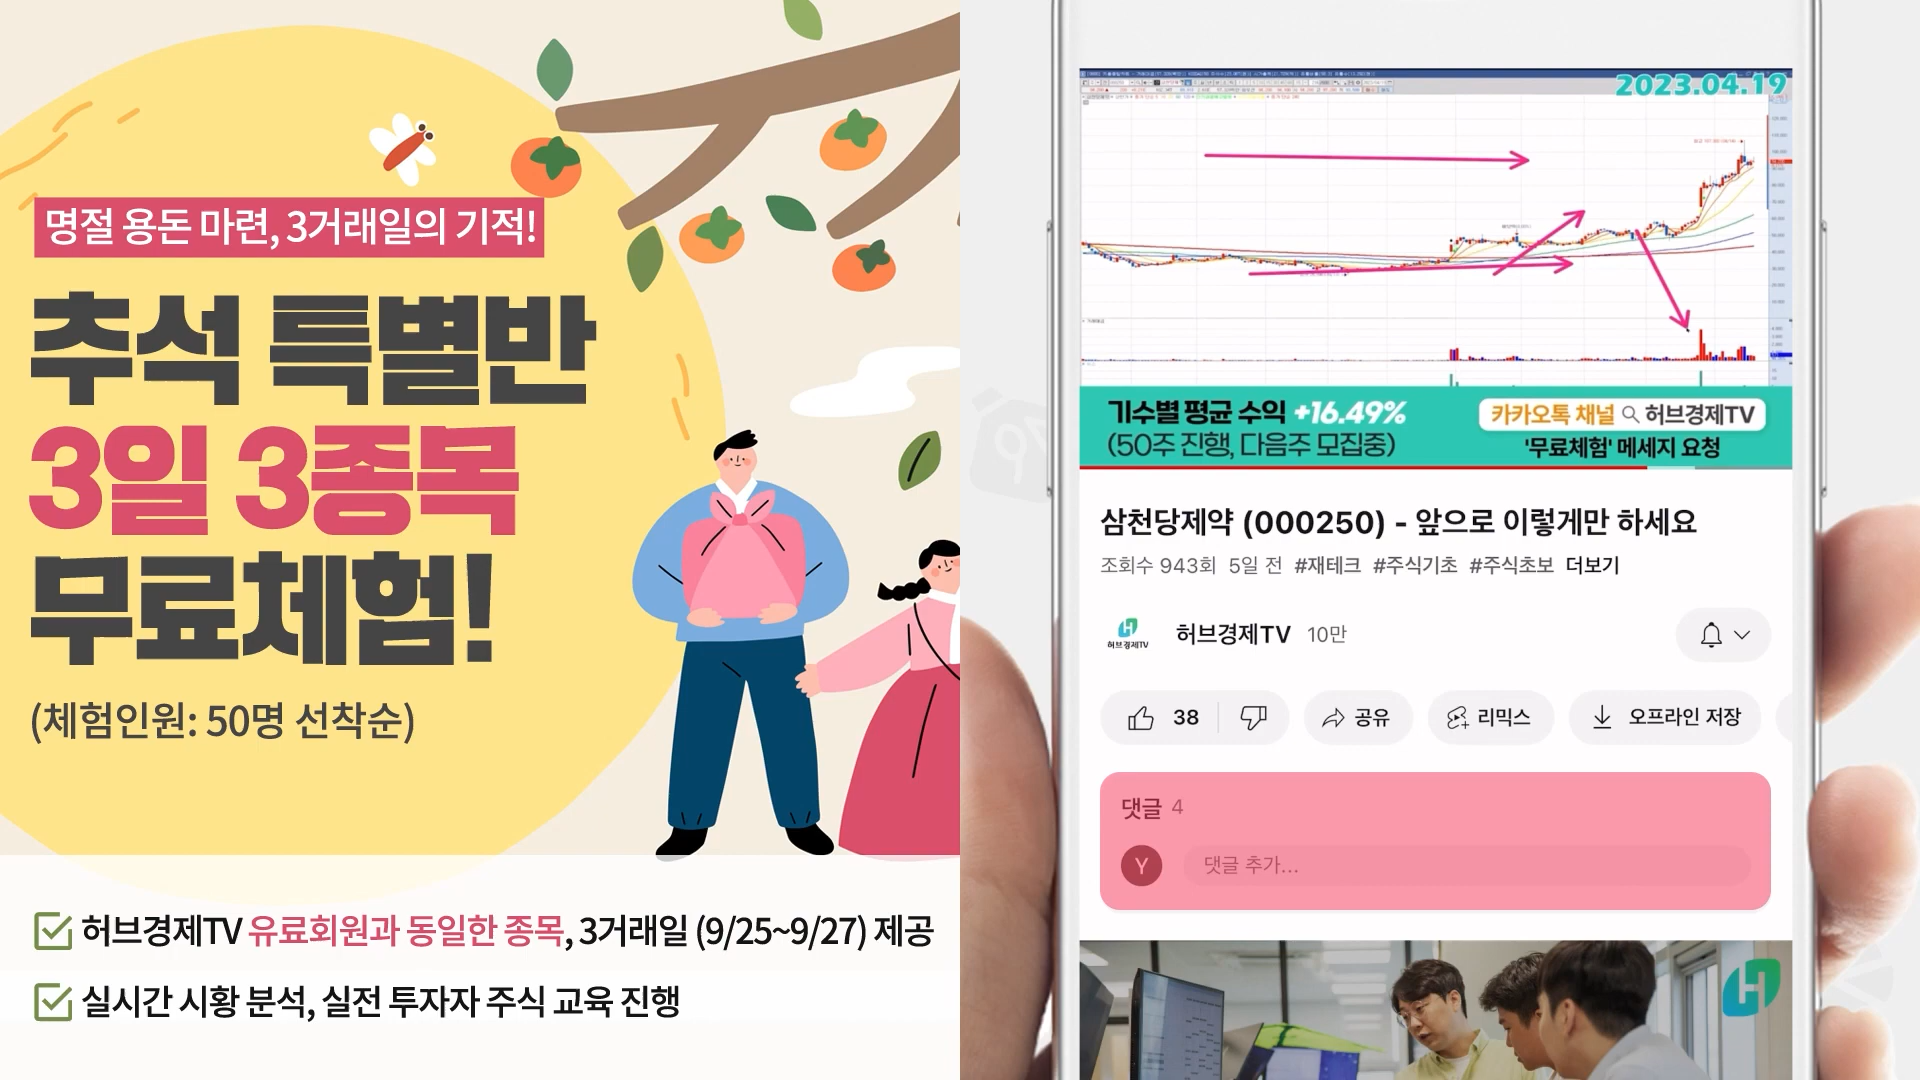 명절 용돈 마련, 3거래일의 기적!
추석 특별반
3일 3종목
무료체험!
(체험인원: 50명 선착순)
허브경제TV 유료회원과 동일한 종목, 3거래일 (9/25~9/27) 제공
실시간 시황 분석, 실전 투자자 주식 교육 진행
2023.04.19
기수별 평균 수익 +16.49%
(50주 진행, 다음주 모집중)
카카오톡 채널 허브경제TV
'무료체험' 메세지 요청
삼천당제약 (000250) - 앞으로 이렇게만 하세요
조회수 943회 5일 전 #재테크 #주식기초 #주식초보 더보기
허브경제TV
허브경제TV 10만
38
공유
리믹스
오프라인 저장
댓글 4
Y
댓글 추가...